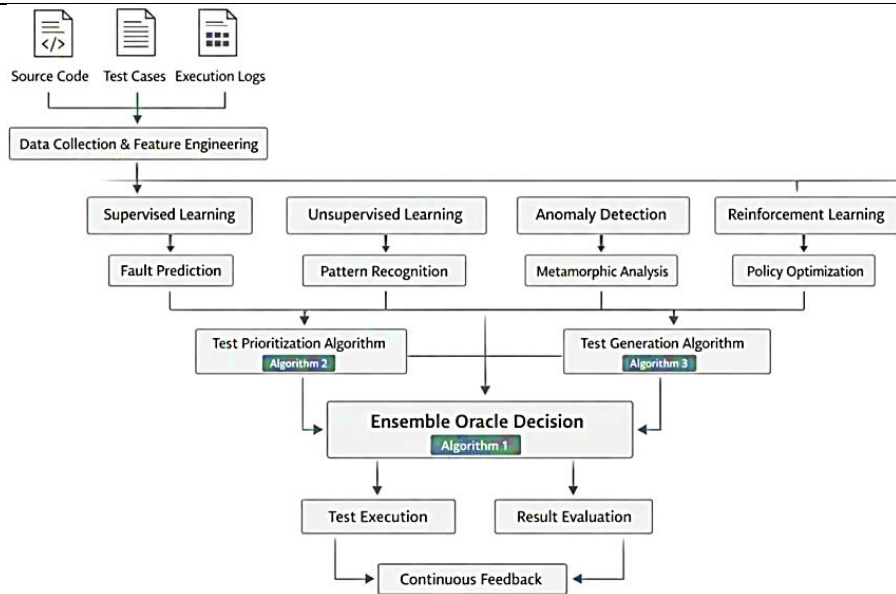 </>
Source Code Test Cases Execution Logs
Data Collection & Feature Engineering
Supervised Learning Unsupervised Learning Anomaly Detection Reinforcement Learning
Fault Prediction Pattern Recognition Metamorphic Analysis Policy Optimization
Test Prioritization Algorithm Test Generation Algorithm
Algorithm 2 Algorithm 3
Ensemble Oracle Decision
Algorithm 1
Test Execution Result Evaluation
Continuous Feedback